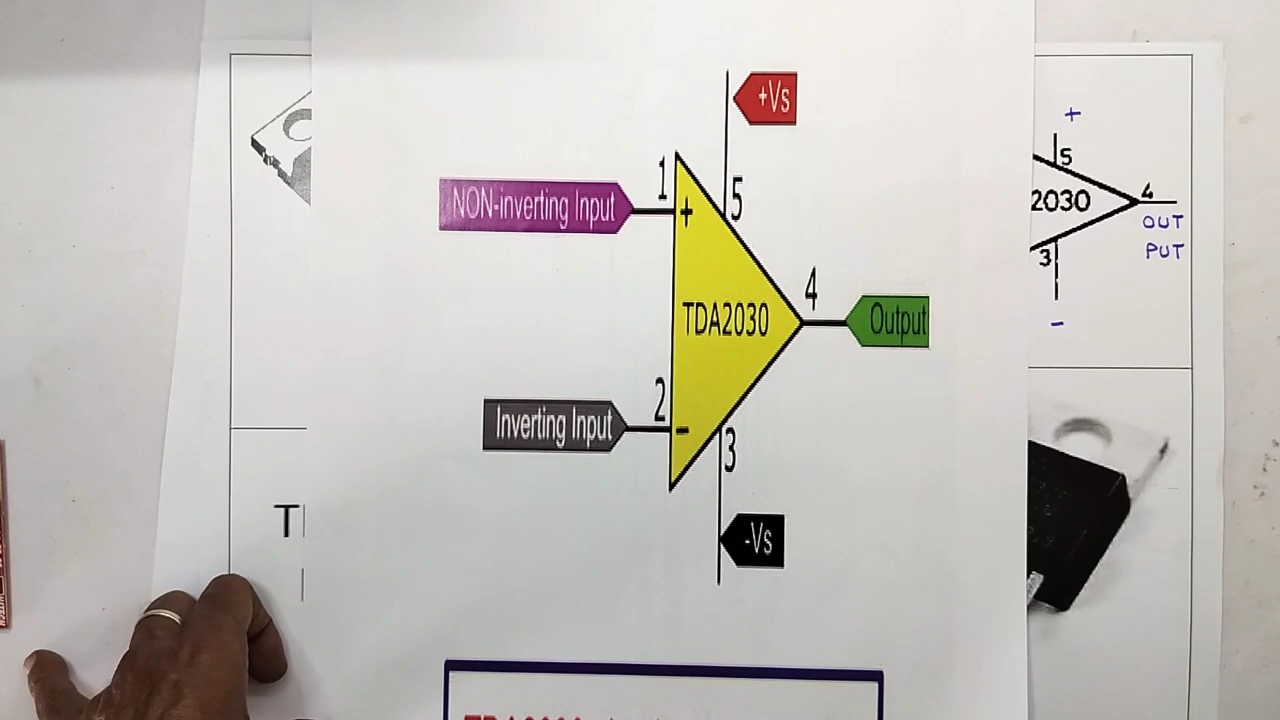 +Vs
1
NON-inverting Input
+
5
4
TDA2030
Output
2
Inverting Input
-
3
-Vs
+
5
2030
4
OUT
PUT
3
-
T